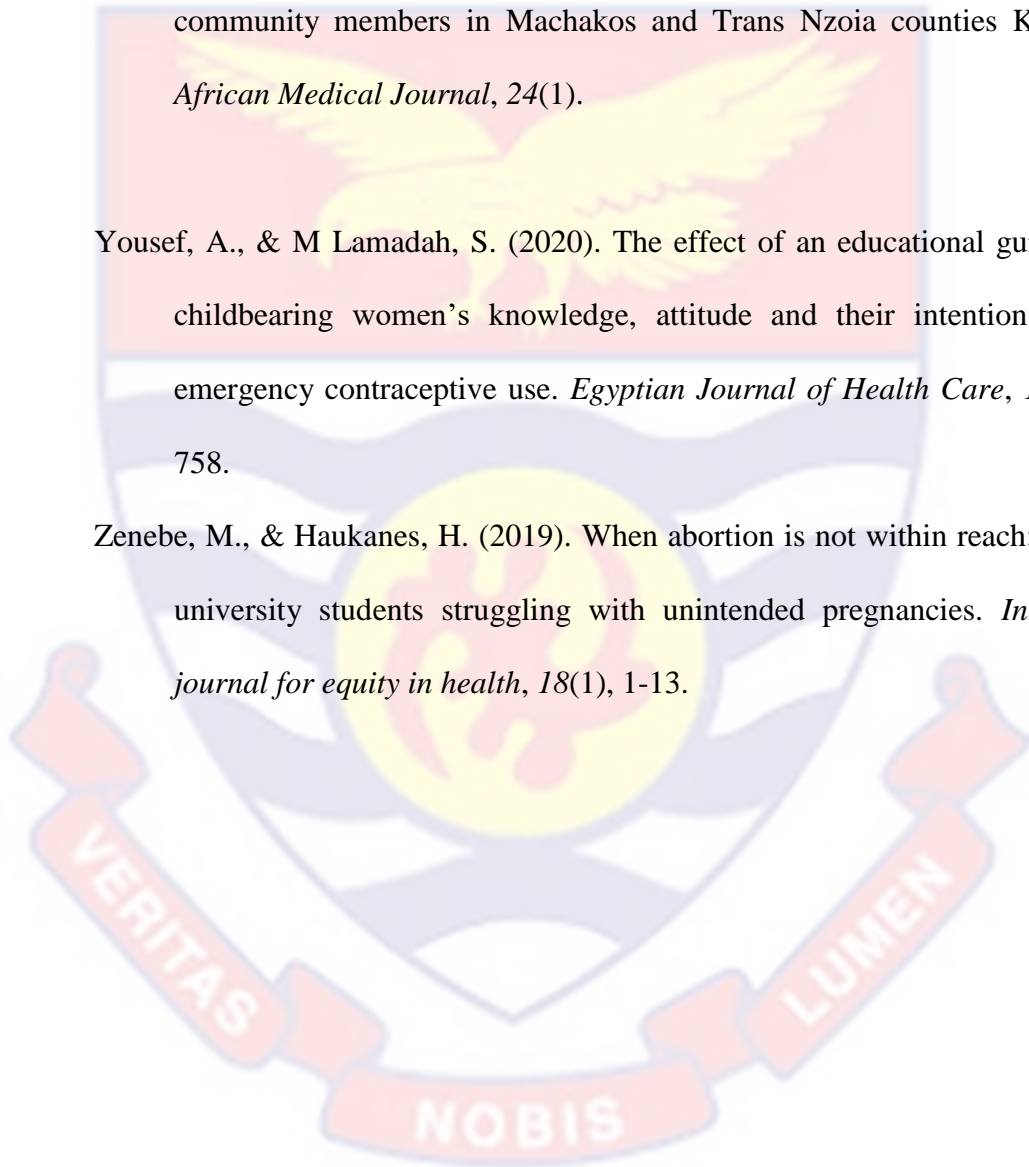 community members in Machakos and Trans Nzoia counties K
African Medical Journal, 24(1).
Yousef, A., & M Lamadah, S. (2020). The effect of an educational gu
childbearing women’s knowledge, attitude and their intention
emergency contraceptive use. Egyptian Journal of Health Care,
758.
Zenebe, M., & Haukanes, H. (2019). When abortion is not within reach:
university students struggling with unintended pregnancies. In
journal for equity in health, 18(1), 1-13.
VERITAS
NOBIS
LUMEN